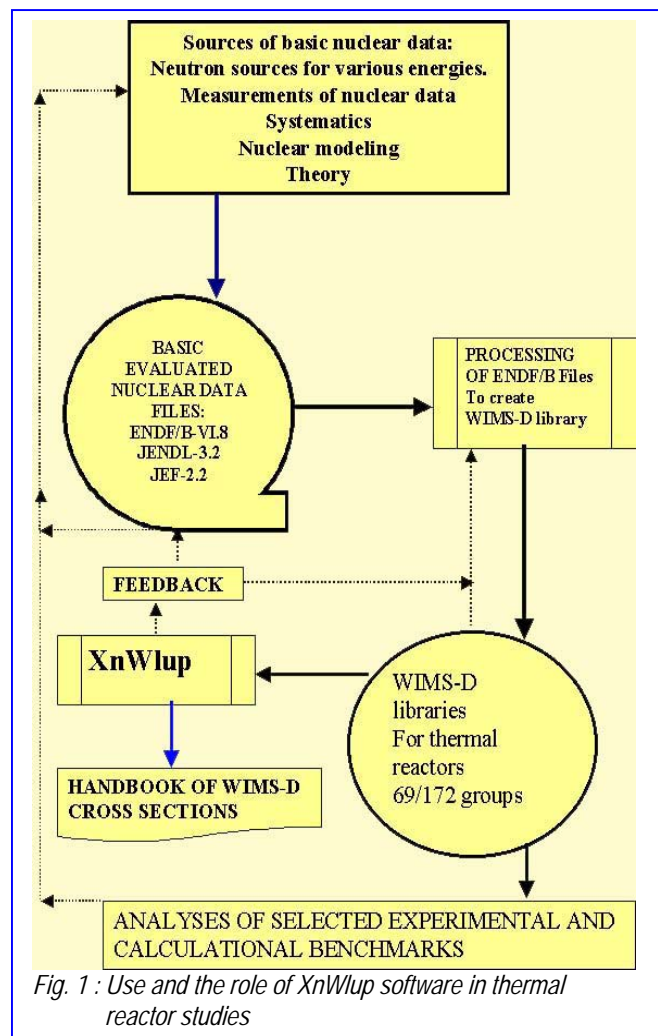 Sources of basic nuclear data:
Neutron sources for various energies.
Measurements of nuclear data
Systematics
Nuclear modeling
Theory
BASIC
EVALUATED
NUCLEAR DATA
FILES:
ENDF/B-VI.8
JENDL-3.2
JEF-2.2
PROCESSING
OF ENDF/B Files
To create
WIMS-D library
FEEDBACK
XnWlup
WIMS-D
libraries
For thermal
reactors
69/172 groups
HANDBOOK OF WIMS-D
CROSS SECTIONS
ANALYSES OF SELECTED EXPERIMENTAL AND
CALCULATIONAL BENCHMARKS
Fig. 1 : Use and the role of XnWlup software in thermal
reactor studies